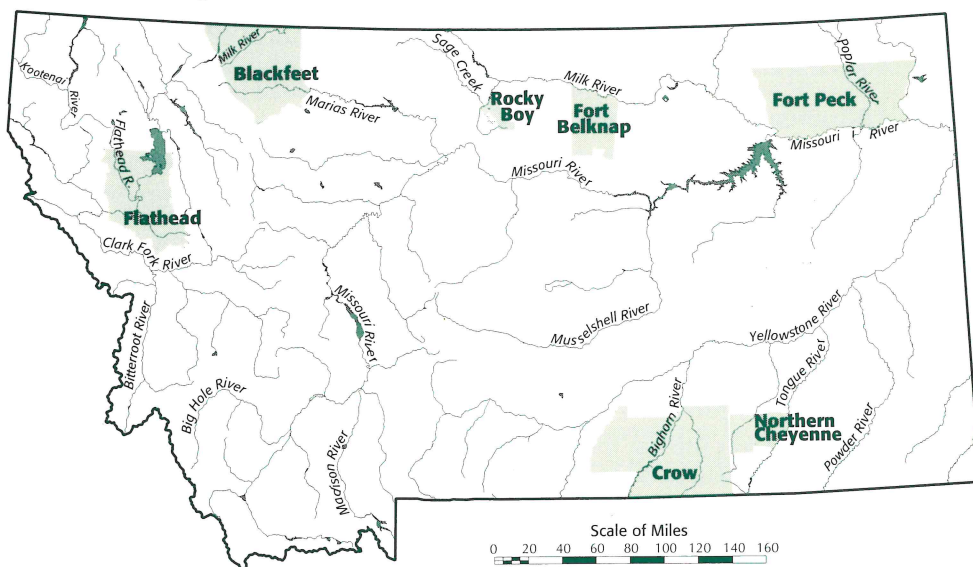 Kootenai
River
Flathead R.
Flathead
Clark Fork
River
Bitterroot River
Big Hole River
Madison River
Missouri River
Milk River
Blackfeet
Marias River
Sage Creek
Rocky
Boy
Milk River
Fort
Belknap
Missouri River
Poplar River
Fort Peck
Missouri River
Musselshell River
Yellowstone River
Bighorn River
Crow
Tongue River
Northern
Cheyenne
Powder River
Scale of Miles
0 20 40 60 80 100 120 140 160